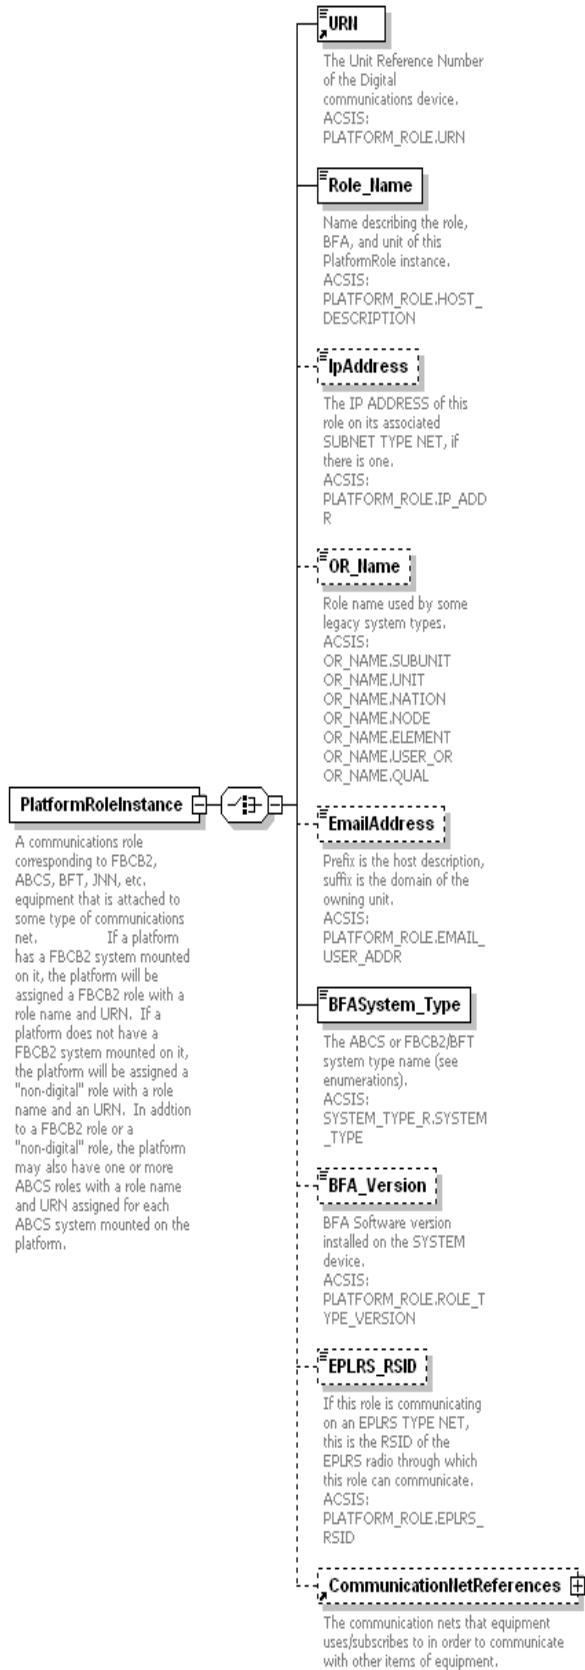 URN
The Unit Reference Number
of the Digital
communications device.
ACSIS:
PLATFORM_ROLE.URN
Role_Name
Name describing the role,
BFA, and unit of this
PlatformRole instance.
ACSIS:
PLATFORM_ROLE.HOST_
DESCRIPTION
IpAddress
The IP ADDRESS of this
role on its associated
SUBNET TYPE NET, if
there is one.
ACSIS:
PLATFORM_ROLE.IP_ADD
R
OR_Name
Role name used by some
legacy system types.
ACSIS:
OR_NAME.SUBUNIT
OR_NAME.UNIT
OR_NAME.NATION
OR_NAME.NODE
OR_NAME.ELEMENT
OR_NAME.USER_OR
OR_NAME.QUAL
PlatformRoleInstance
A communications role
corresponding to FBCB2,
ABCS, BFT, JNN, etc.
equipment that is attached to
some type of communications
net. If a platform
has a FBCB2 system mounted
on it, the platform will be
assigned a FBCB2 role with a
role name and URN. If a
platform does not have a
FBCB2 system mounted on it,
the platform will be assigned a
"non-digital" role with a role
name and an URN. In addtion
to a FBCB2 role or a
"non-digital" role, the platform
may also have one or more
ABCS roles with a role name
and URN assigned for each
ABCS system mounted on the
platform.
EmailAddress
Prefix is the host description,
suffix is the domain of the
owning unit.
ACSIS:
PLATFORM_ROLE.EMAIL_
USER_ADDR
BFASystem_Type
The ABCS or FBCB2/BFT
system type name (see
enumerations).
ACSIS:
SYSTEM_TYPE_R.SYSTEM
_TYPE
BFA_Version
BFA Software version
installed on the SYSTEM
device.
ACSIS:
PLATFORM_ROLE.ROLE_T
YPE_VERSION
EPLRS_RSID
If this role is communicating
on an EPLRS TYPE NET,
this is the RSID of the
EPLRS radio through which
this role can communicate.
ACSIS:
PLATFORM_ROLE.EPLRS_
RSID
CommunicationNetReferences
The communication nets that equipment
uses/subscribes to in order to communicate
with other items of equipment.